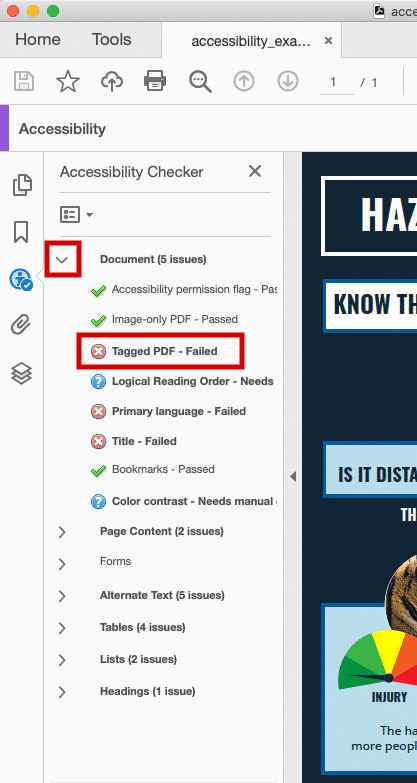 acce
Home Tools accessibility_exa... ×
1 / 1
Accessibility
Accessibility Checker
Document (5 issues)
Accessibility permission flag - Pas
Image-only PDF - Passed
Tagged PDF - Failed
Logical Reading Order - Needs
Primary language - Failed
Title - Failed
Bookmarks - Passed
Color contrast - Needs manual
Page Content (2 issues)
Forms
Alternate Text (5 issues)
Tables (4 issues)
Lists (2 issues)
Headings (1 issue)
HAZ
KNOW TH
IS IT DISTA
TH
INJURY
The ha
more people